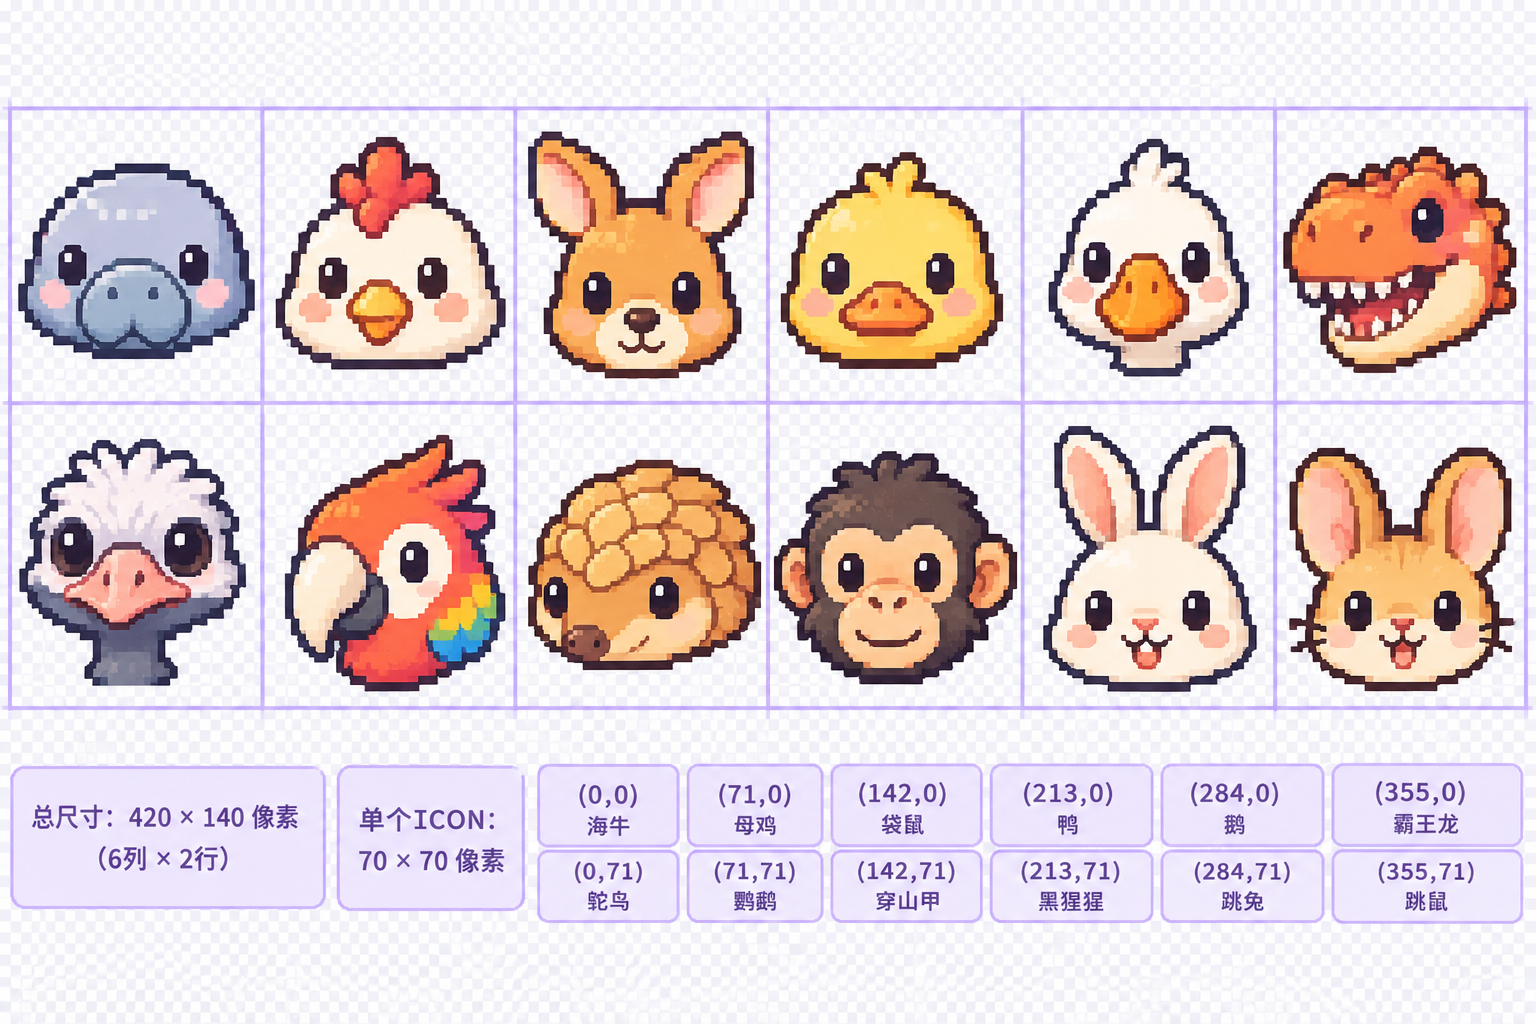 总尺寸：420 × 140 像素
（6列 × 2行）
单个ICON：
70 × 70 像素
(0,0)
海牛
(71,0)
母鸡
(142,0)
袋鼠
(213,0)
鸭
(284,0)
鹅
(355,0)
霸王龙
(0,71)
鸵鸟
(71,71)
鹦鹉
(142,71)
穿山甲
(213,71)
黑猩猩
(284,71)
跳兔
(355,71)
跳鼠